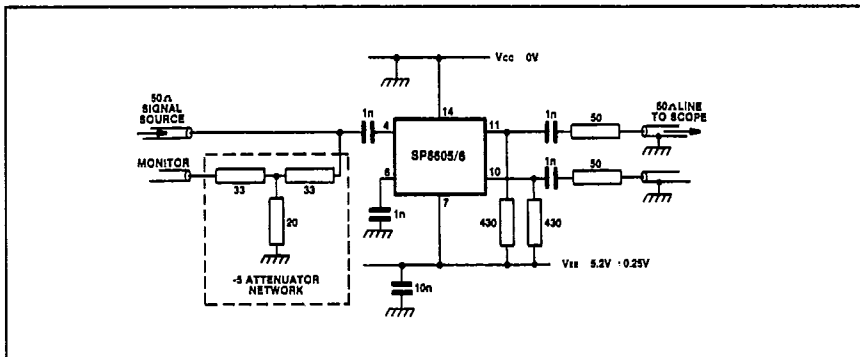 VCC 0V
50Ω
SIGNAL
SOURCE
MONITOR
33
33
20
-5 ATTENUATOR
NETWORK
1n
4
6
1n
14
SP8605/6
7
11
10
1n
50
50Ω LINE
TO SCOPE
1n
50
430
430
VEE 5.2V
0.25V
10n